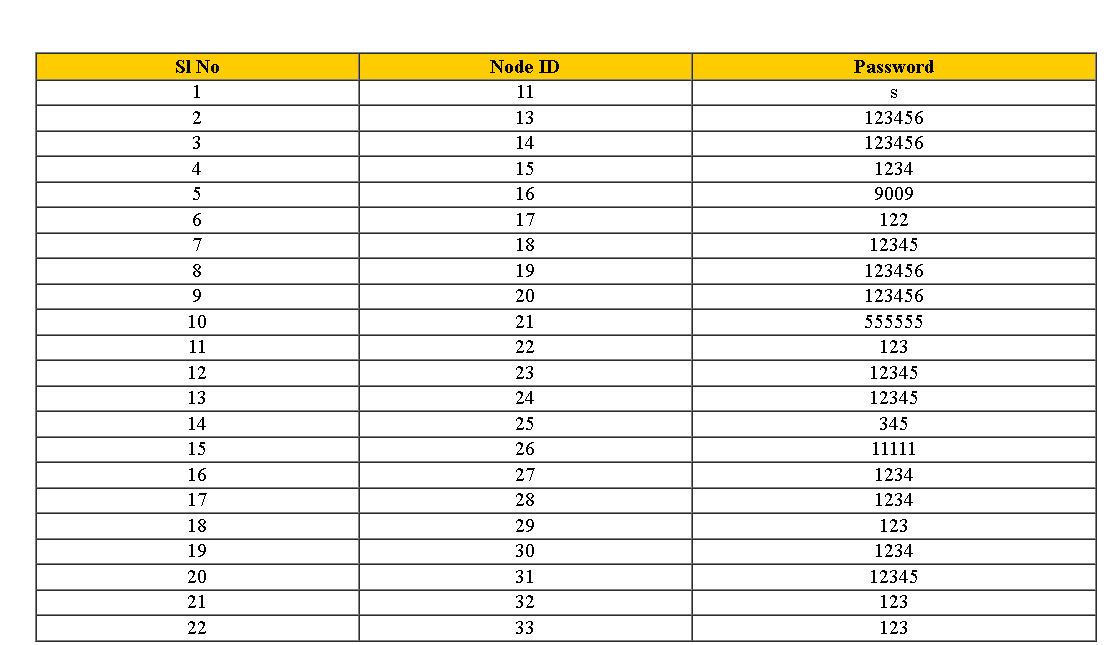 Sl No Node ID Password
1 11 s
2 13 123456
3 14 123456
4 15 1234
5 16 9009
6 17 122
7 18 12345
8 19 123456
9 20 123456
10 21 555555
11 22 123
12 23 12345
13 24 12345
14 25 345
15 26 11111
16 27 1234
17 28 1234
18 29 123
19 30 1234
20 31 12345
21 32 123
22 33 123